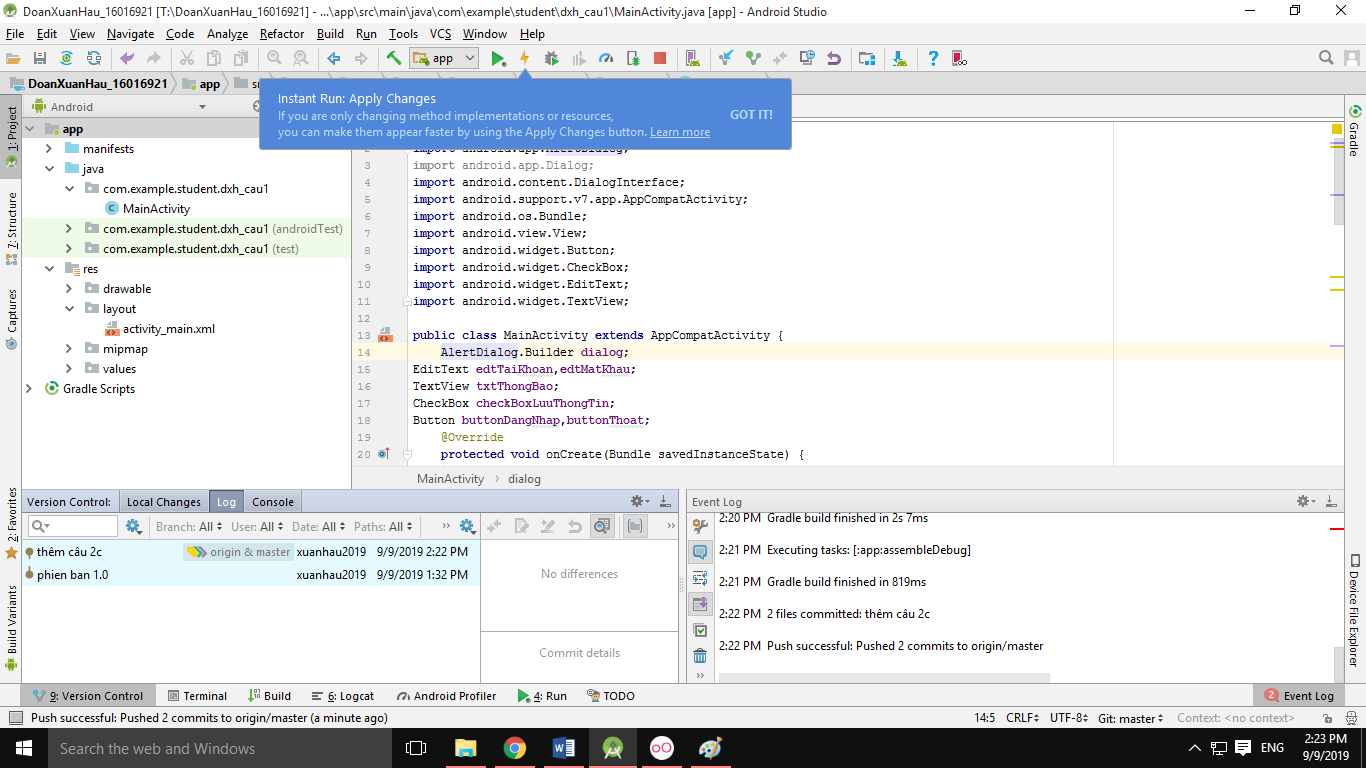 DoanXuanHau_16016921 [T:\DoanXuanHau_16016921] - ...\app\src\main\java\com\example\student\dxh_cau1\MainActivity.java [app] - Android Studio
File Edit View Navigate Code Analyze Refactor Build Run Tools VCS Window Help
app
DoanXuanHau_16016921 app
Instant Run: Apply Changes
If you are only changing method implementations or resources,
you can make them appear faster by using the Apply Changes button. Learn more
GOT IT!
1: Project
7: Structure
Captures
2: Favorites
Build Variants
Android
app
manifests
java
com.example.student.dxh_cau1
MainActivity
com.example.student.dxh_cau1 (androidTest)
com.example.student.dxh_cau1 (test)
res
drawable
layout
activity_main.xml
mipmap
values
Gradle Scripts
2 import android.app.AlertDialog;
3 import android.app.Dialog;
4 import android.content.DialogInterface;
5 import android.support.v7.app.AppCompatActivity;
6 import android.os.Bundle;
7 import android.view.View;
8 import android.widget.Button;
9 import android.widget.CheckBox;
10 import android.widget.EditText;
11 import android.widget.TextView;
12
13 public class MainActivity extends AppCompatActivity {
14 AlertDialog.Builder dialog;
15 EditText edtTaiKhoan,edtMatKhau;
16 TextView txtThongBao;
17 CheckBox checkBoxLuuThongTin;
18 Button buttonDangNhap,buttonThoat;
19 @Override
20 protected void onCreate(Bundle savedInstanceState) {
MainActivity › dialog
Gradle
Device File Explorer
Version Control: Local Changes Log Console
Branch: All User: All Date: All Paths: All »
thêm câu 2c origin & master xuanhau2019 9/9/2019 2:22 PM
phien ban 1.0 xuanhau2019 9/9/2019 1:32 PM
»
No differences
Commit details
Event Log
2:20 PM Gradle build finished in 2s 7ms
2:21 PM Executing tasks: [:app:assembleDebug]
2:21 PM Gradle build finished in 819ms
2:22 PM 2 files committed: thêm câu 2c
2:22 PM Push successful: Pushed 2 commits to origin/master
»
9: Version Control Terminal Build 6: Logcat Android Profiler 4: Run TODO 2 Event Log
Push successful: Pushed 2 commits to origin/master (a minute ago) 14:5 CRLF UTF-8 Git: master Context: <no context>
Search the web and Windows
ENG
2:23 PM
9/9/2019